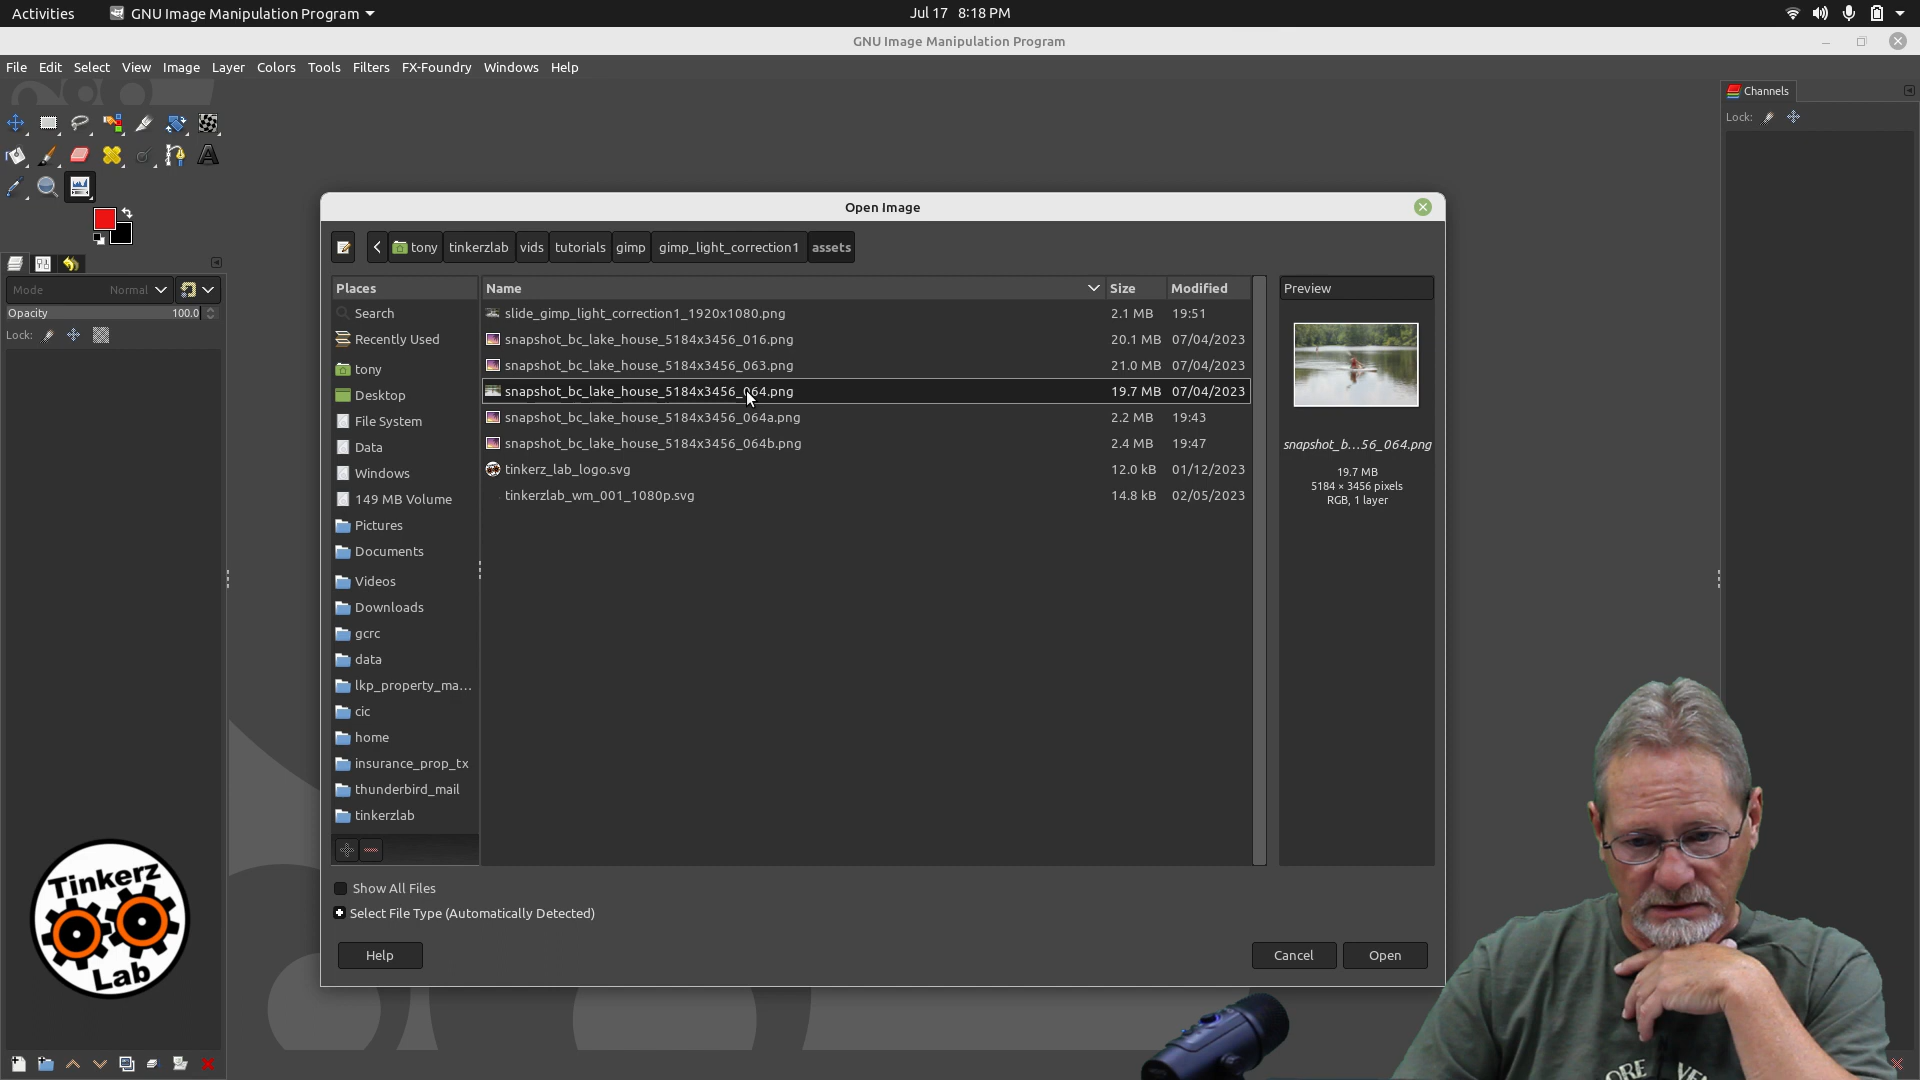 Activities GNU Image Manipulation Program Jul 17 8:18 PM
GNU Image Manipulation Program
File Edit Select View Image Layer Colors Tools Filters FX-Foundry Windows Help
Channels
Lock:
Mode Normal
Opacity 100.0
Lock:
Open Image
tony tinkerzlab vids tutorials gimp gimp_light_correction1 assets
Places
Search
Recently Used
tony
Desktop
File System
Data
Windows
149 MB Volume
Pictures
Documents
Videos
Downloads
gcrc
data
lkp_property_ma...
cic
home
insurance_prop_tx
thunderbird_mail
tinkerzlab
Name Size Modified
slide_gimp_light_correction1_1920x1080.png 2.1 MB 19:51
snapshot_bc_lake_house_5184x3456_016.png 20.1 MB 07/04/2023
snapshot_bc_lake_house_5184x3456_063.png 21.0 MB 07/04/2023
snapshot_bc_lake_house_5184x3456_064.png 19.7 MB 07/04/2023
snapshot_bc_lake_house_5184x3456_064a.png 2.2 MB 19:43
snapshot_bc_lake_house_5184x3456_064b.png 2.4 MB 19:47
tinkerz_lab_logo.svg 12.0 kB 01/12/2023
tinkerzlab_wm_001_1080p.svg 14.8 kB 02/05/2023
Preview
snapshot_b...56_064.png
19.7 MB
5184 × 3456 pixels
RGB, 1 layer
Show All Files
Select File Type (Automatically Detected)
Help Cancel Open
Tinkerz
Lab